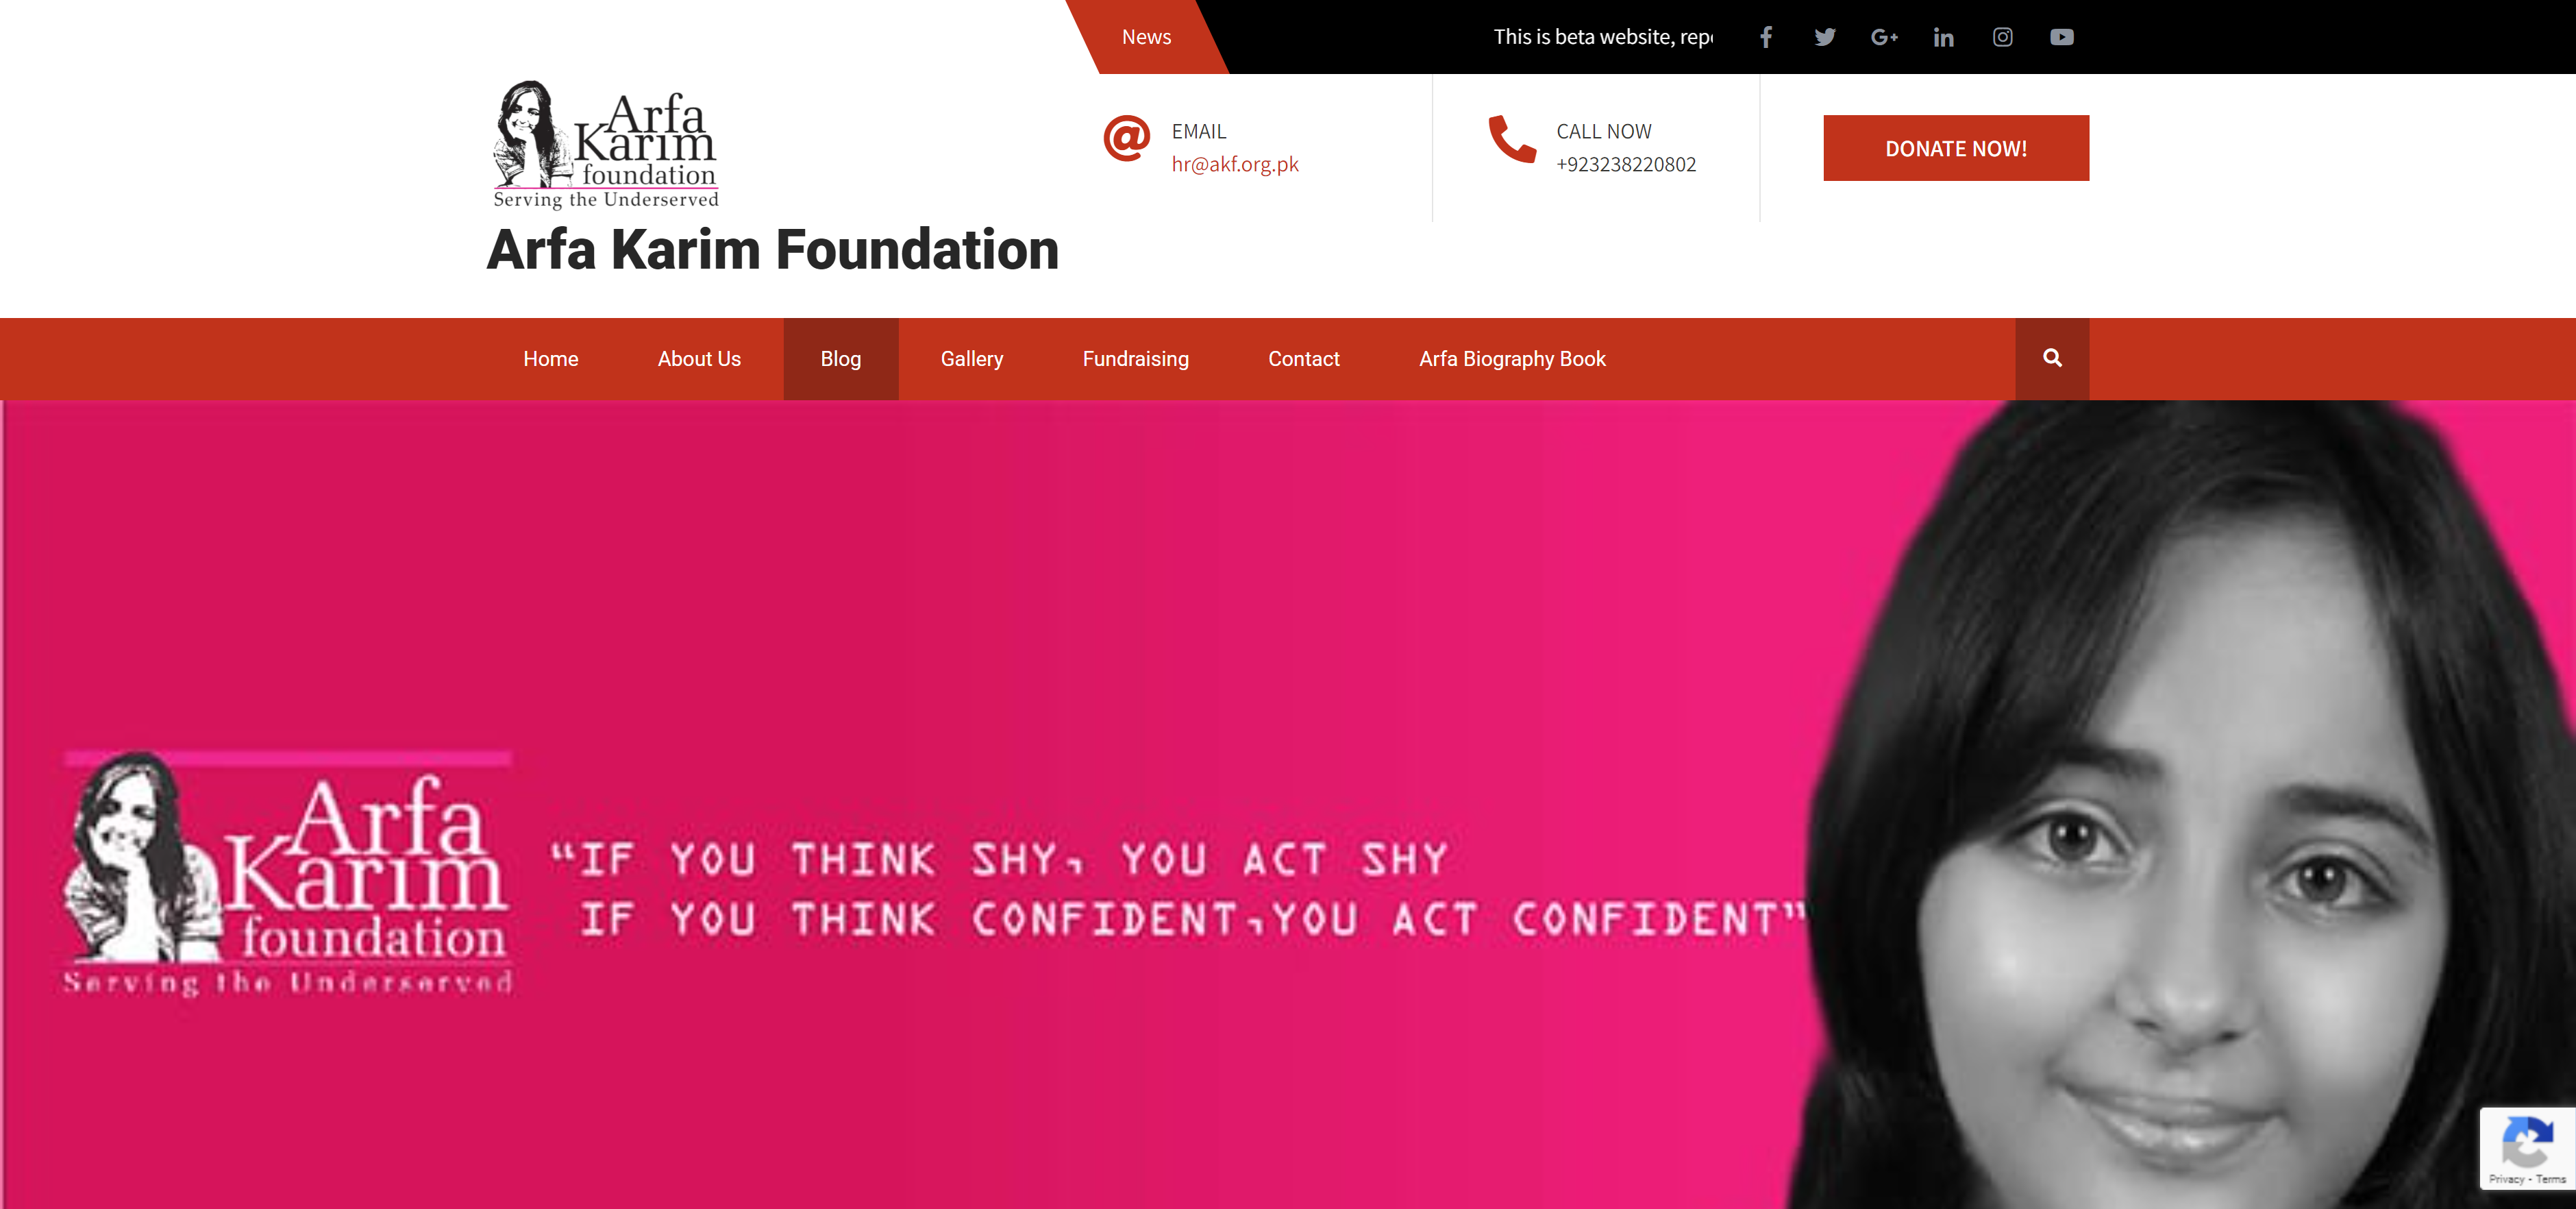 News
This is beta website, rep
Arfa
Karim
foundation
Serving the Underserved
EMAIL
hr@akf.org.pk
CALL NOW
+923238220802
DONATE NOW!
Arfa Karim Foundation
Home
About Us
Blog
Gallery
Fundraising
Contact
Arfa Biography Book
Arfa
Karim
foundation
Serving the Underserved
“IF YOU THINK SHY, YOU ACT SHY
IF YOU THINK CONFIDENT,YOU ACT CONFIDENT”
Privacy - Terms